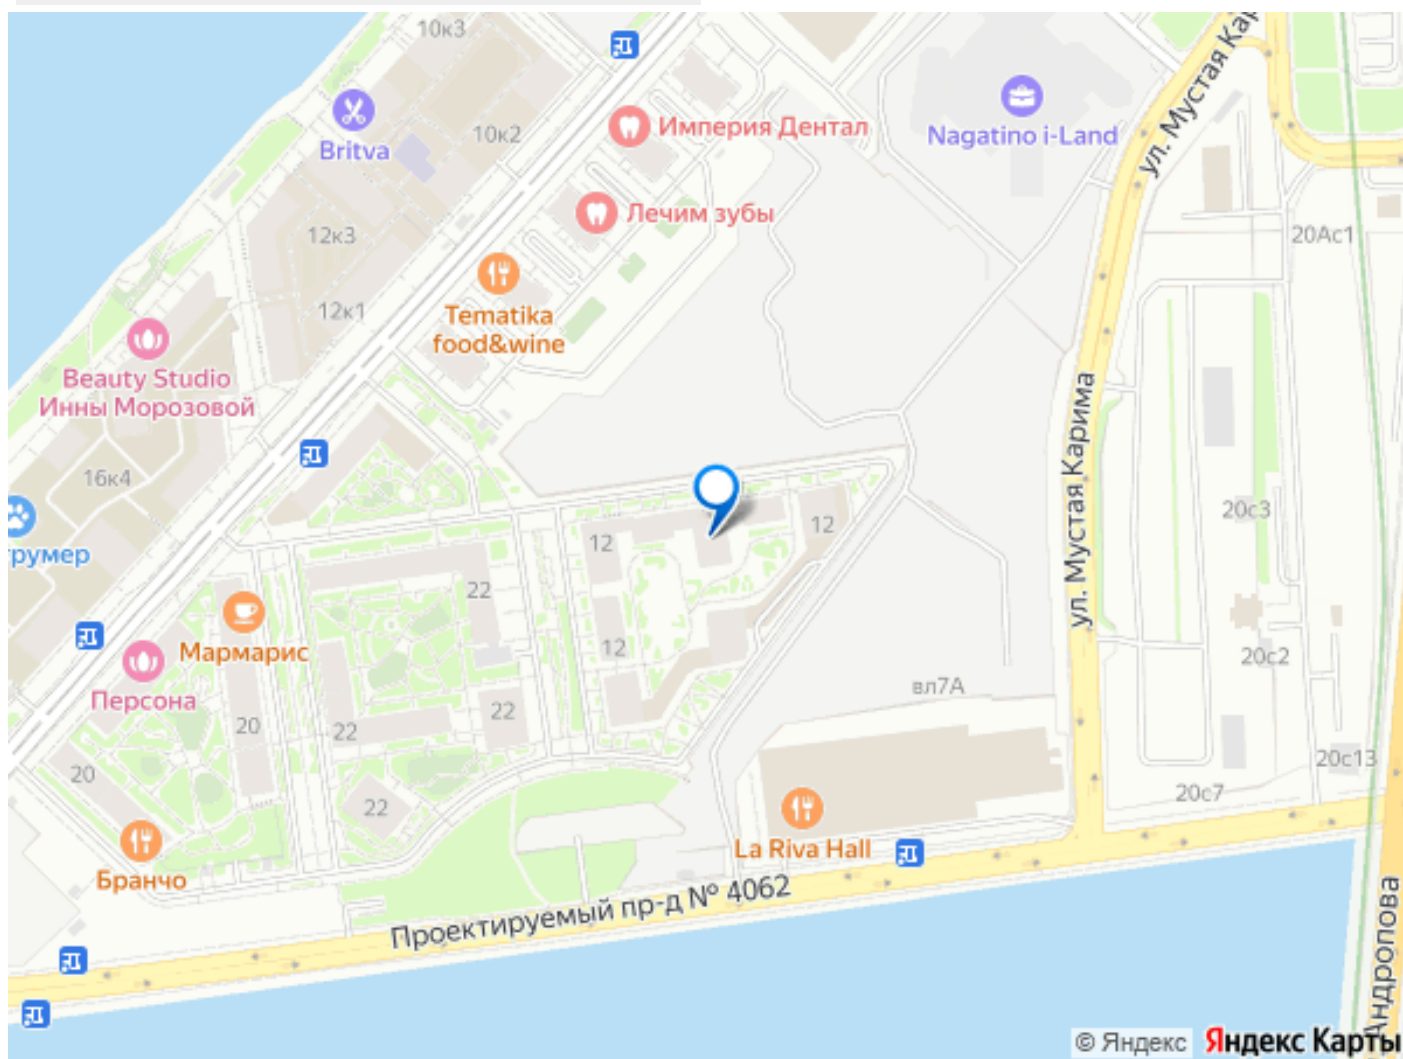 10к3
ул. Мустая Кар
Britva
10к2
Империя Дентал
Nagatino i-Land
Лечим зубы
12к3
20Ас1
12к1
Tematika
food&wine
Beauty Studio
Инны Морозовой
ул. Мустая Карима
16к4
20с3
12
12
грумер
22
Мармарис
12
20с2
Персона
вл7А
22
20
22
20
20с13
20с7
22
La Riva Hall
Бранчо
Проектируемый пр-д № 4062
Андропова
© Яндекс Яндекс Карты